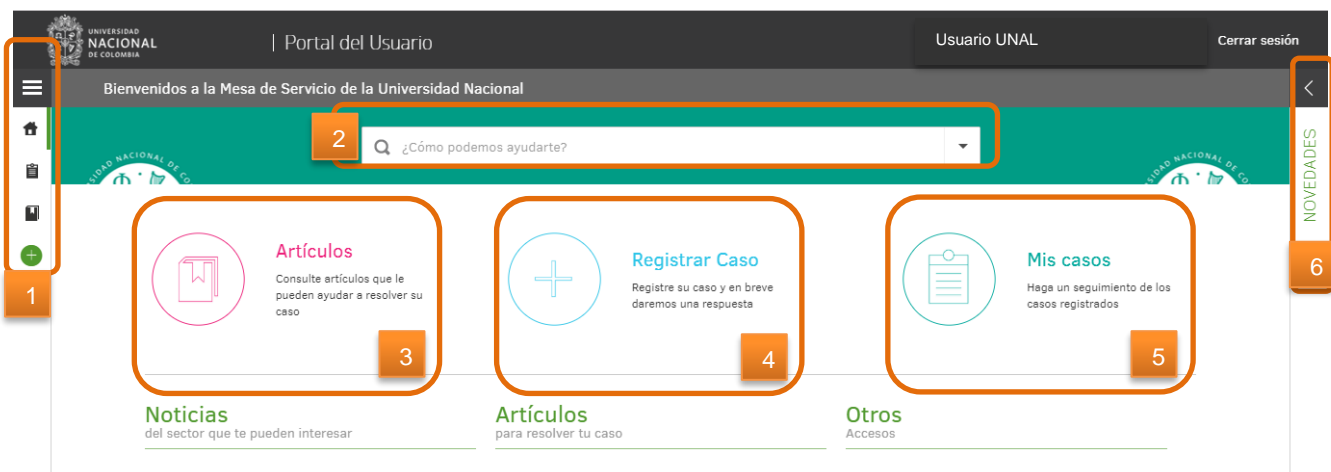 UNIVERSIDAD
NACIONAL
DE COLOMBIA
| Portal del Usuario
Usuario UNAL
Cerrar sesión
Bienvenidos a la Mesa de Servicio de la Universidad Nacional
2
¿Cómo podemos ayudarte?
NOVEDADES
1
6
Artículos
Consulte artículos que le
pueden ayudar a resolver su
caso
3
Registrar Caso
Registre su caso y en breve
daremos una respuesta
4
Mis casos
Haga un seguimiento de los
casos registrados
5
Noticias
del sector que te pueden interesar
Artículos
para resolver tu caso
Otros
Accesos